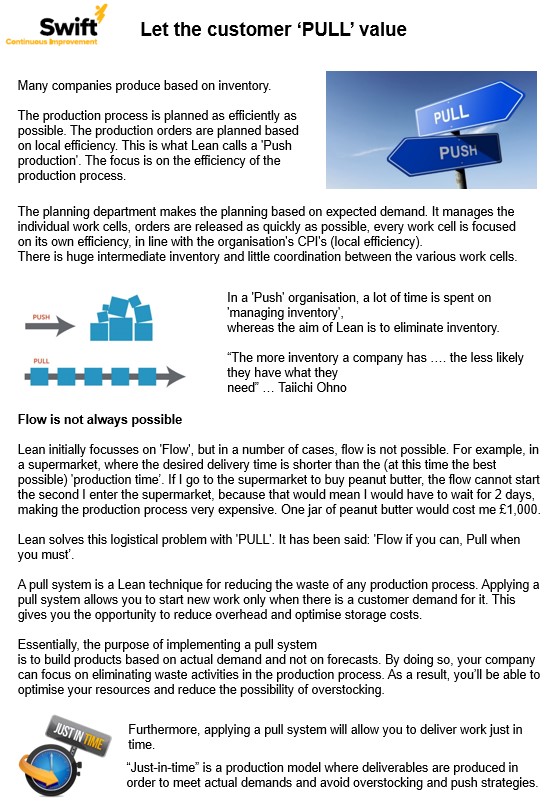 Swift
Continuous Improvement
Let the customer ‘PULL’ value
Many companies produce based on inventory.
The production process is planned as efficiently as
possible. The production orders are planned based
on local efficiency. This is what Lean calls a 'Push
production'. The focus is on the efficiency of the
production process.
PULL
PUSH
The planning department makes the planning based on expected demand. It manages the
individual work cells, orders are released as quickly as possible, every work cell is focused
on its own efficiency, in line with the organisation's CPI's (local efficiency).
There is huge intermediate inventory and little coordination between the various work cells.
PUSH
PULL
In a 'Push' organisation, a lot of time is spent on
'managing inventory',
whereas the aim of Lean is to eliminate inventory.
“The more inventory a company has …. the less likely
they have what they
need” … Taiichi Ohno
Flow is not always possible
Lean initially focusses on 'Flow', but in a number of cases, flow is not possible. For example, in
a supermarket, where the desired delivery time is shorter than the (at this time the best
possible) 'production time'. If I go to the supermarket to buy peanut butter, the flow cannot start
the second I enter the supermarket, because that would mean I would have to wait for 2 days,
making the production process very expensive. One jar of peanut butter would cost me £1,000.
Lean solves this logistical problem with 'PULL'. It has been said: 'Flow if you can, Pull when
you must'.
A pull system is a Lean technique for reducing the waste of any production process. Applying a
pull system allows you to start new work only when there is a customer demand for it. This
gives you the opportunity to reduce overhead and optimise storage costs.
Essentially, the purpose of implementing a pull system
is to build products based on actual demand and not on forecasts. By doing so, your company
can focus on eliminating waste activities in the production process. As a result, you’ll be able to
optimise your resources and reduce the possibility of overstocking.
JUST IN TIME
Furthermore, applying a pull system will allow you to deliver work just in
time.
“Just-in-time” is a production model where deliverables are produced in
order to meet actual demands and avoid overstocking and push strategies.